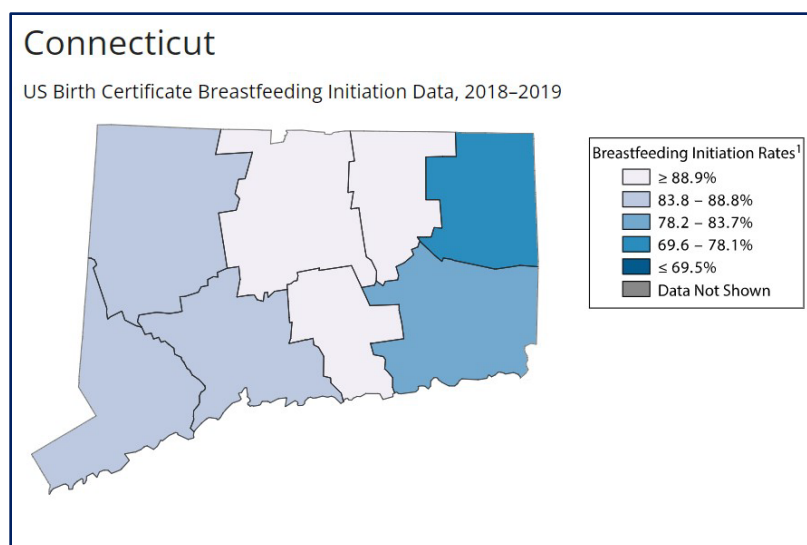 Connecticut
US Birth Certificate Breastfeeding Initiation Data, 2018–2019
Breastfeeding Initiation Rates¹
≥ 88.9%
83.8 – 88.8%
78.2 – 83.7%
69.6 – 78.1%
≤ 69.5%
Data Not Shown